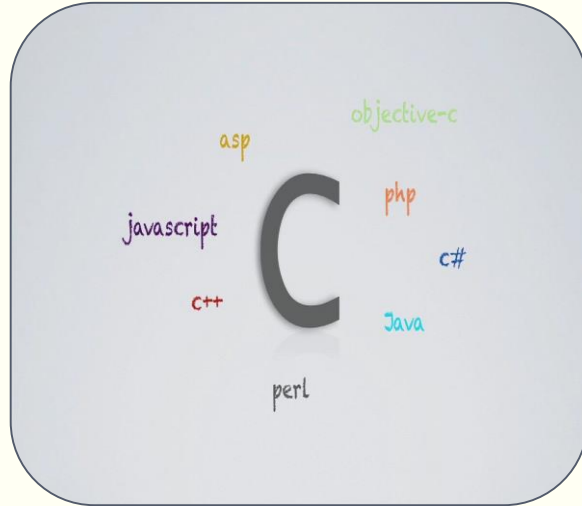 objective-c
asp
php
javascript
C
c#
c++
Java
perl